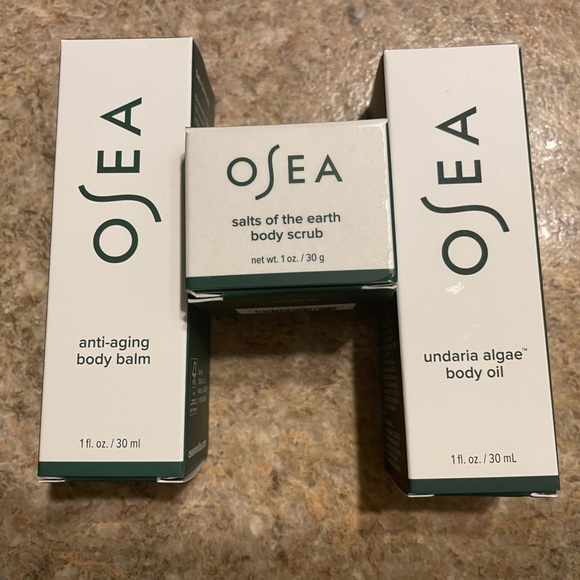 OSEA
anti-aging
body balm
1 fl. oz. / 30 ml
OSEA
salts of the earth
body scrub
net wt. 1 oz. / 30 g
OSEA
undaria algae™
body oil
1 fl. oz. / 30 mL